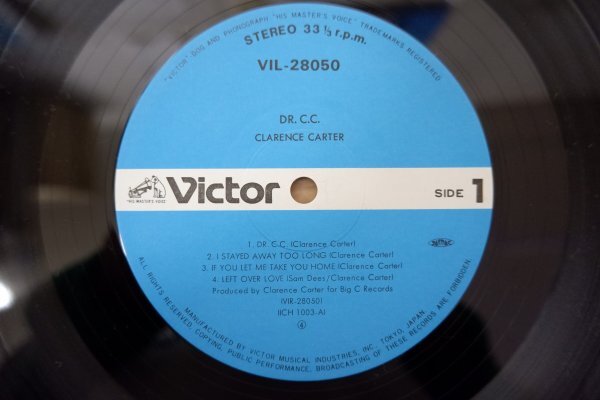 "VICTOR" DOG AND PHONOGRAPH "HIS MASTER'S VOICE" TRADEMARKS REGISTERED
STEREO 33 1/3 r.p.m.
VIL-28050
DR. C.C.
CLARENCE CARTER
"HIS MASTER'S VOICE"
Victor
SIDE 1
1. DR. C.C. (Clarence Carter)
2. I STAYED AWAY TOO LONG (Clarence Carter)
3. IF YOU LET ME TAKE YOU HOME (Clarence Carter)
4. LEFT OVER LOVE (Sam Dees/Clarence Carter)
Produced by Clarence Carter for Big C Records
(VIR-28050)
IICH 1003-A)
④
MANUFACTURED BY VICTOR MUSICAL INDUSTRIES, INC. TOKYO, JAPAN
ALL RIGHTS RESERVED. COPYING, PUBLIC PERFORMANCE, BROADCASTING OF THESE RECORDS ARE FORBIDDEN.